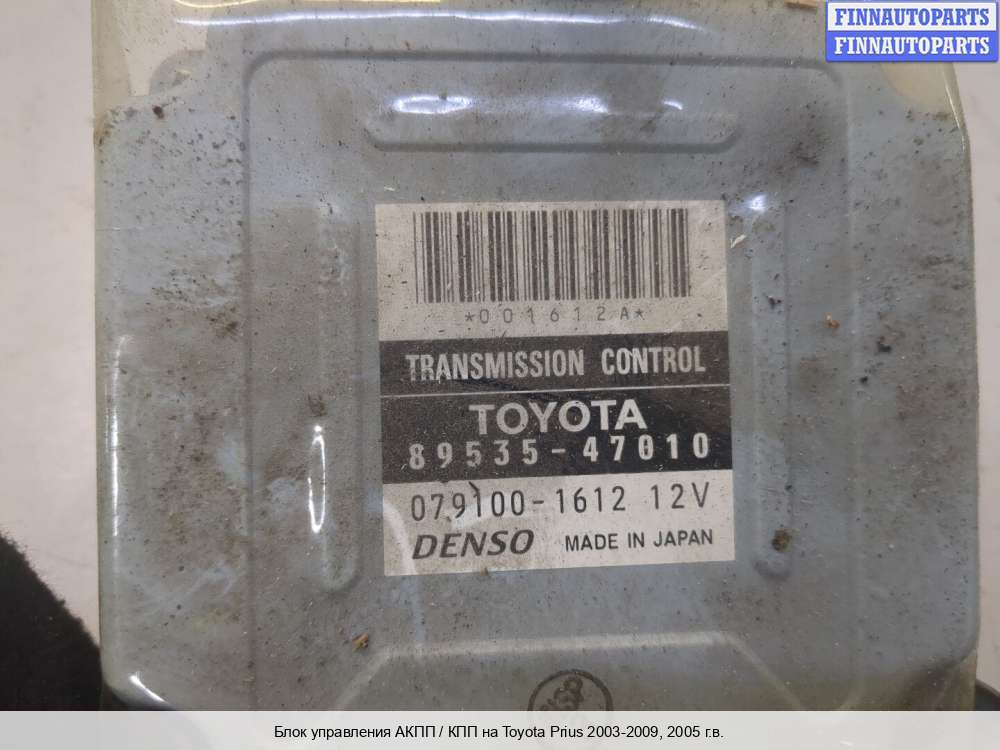 FINNAUTOPARTS
FINNAUTOPARTS
*001612A*
TRANSMISSION CONTROL
TOYOTA
89535-47010
079100-1612 12V
DENSO MADE IN JAPAN
Блок управления АКПП / КПП на Toyota Prius 2003-2009, 2005 г.в.